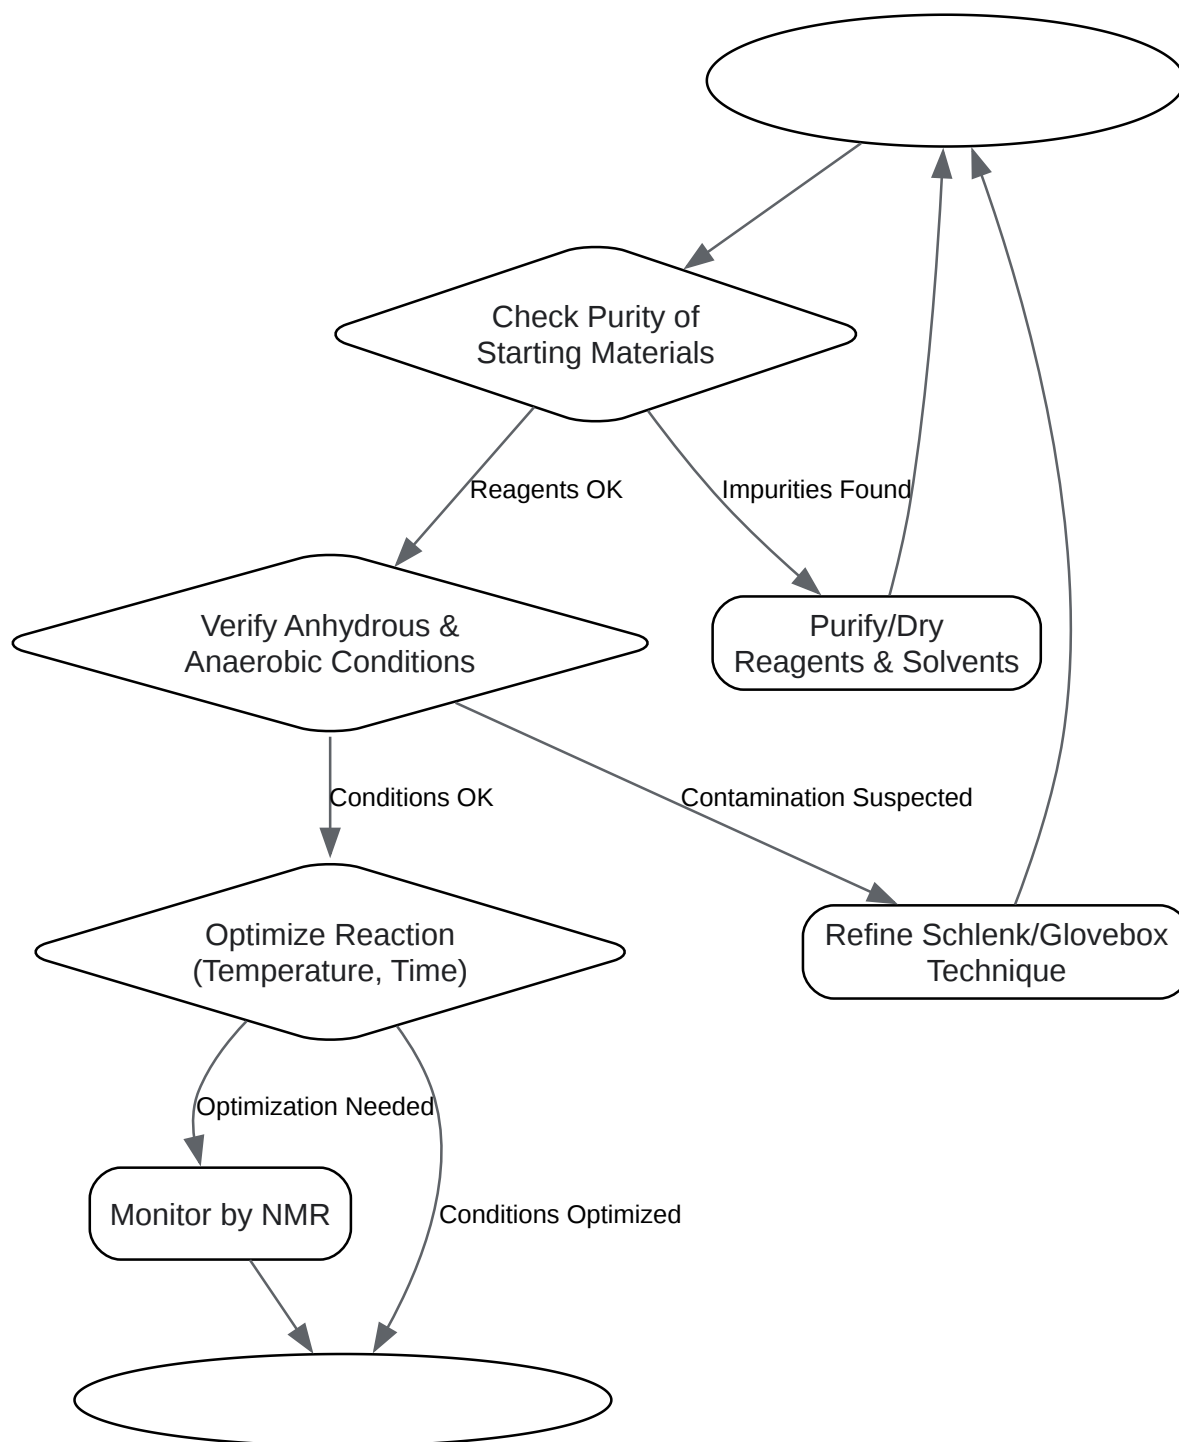 Check Purity of
Starting Materials
Reagents OK
Impurities Found
Verify Anhydrous &
Anaerobic Conditions
Purify/Dry
Reagents & Solvents
Conditions OK
Contamination Suspected
Optimize Reaction
(Temperature, Time)
Refine Schlenk/Glovebox
Technique
Optimization Needed
Monitor by NMR
Conditions Optimized